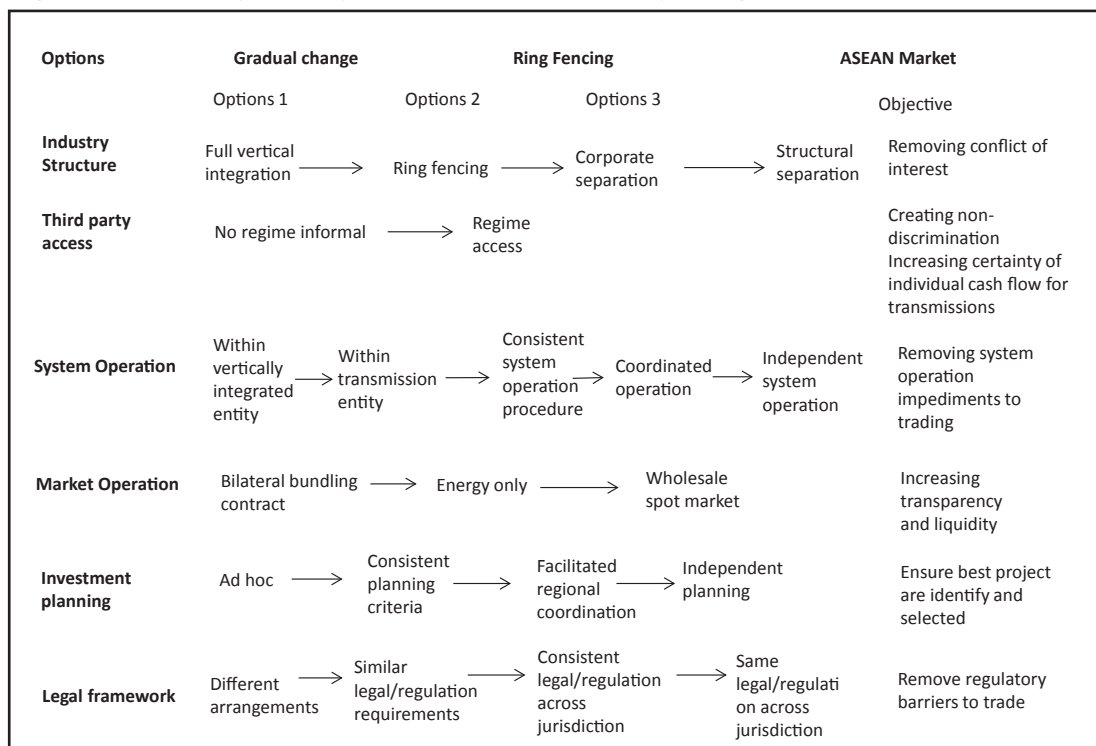 Options Gradual change Ring Fencing ASEAN Market
Options 1 Options 2 Options 3 Objective
Industry
Structure
Full vertical
integration
Ring fencing
Corporate
separation
Structural
separation
Removing conflict of
interest
Third party
access
No regime informal
Regime
access
Creating non-
discrimination
Increasing certainty of
individual cash flow for
transmissions
System Operation
Within
vertically
integrated
entity
Within
transmission
entity
Consistent
system
operation
procedure
Coordinated
operation
Independent
system
operation
Removing system
operation
impediments to
trading
Market Operation
Bilateral bundling
contract
Energy only
Wholesale
spot market
Increasing
transparency
and liquidity
Investment
planning
Ad hoc
Consistent
planning
criteria
Facilitated
regional
coordination
Independent
planning
Ensure best project
are identify and
selected
Legal framework
Different
arrangements
Similar
legal/regulation
requirements
Consistent
legal/regulation
across
jurisdiction
Same
legal/regulati
on across
jurisdiction
Remove regulatory
barriers to trade